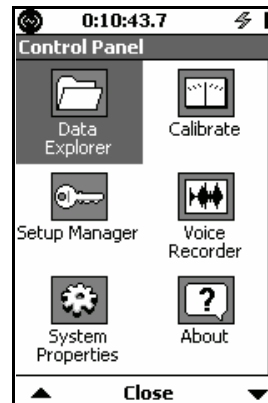 0:10:43.7
Control Panel
Data Explorer
Calibrate
Setup Manager
Voice Recorder
System Properties
?
About
Close